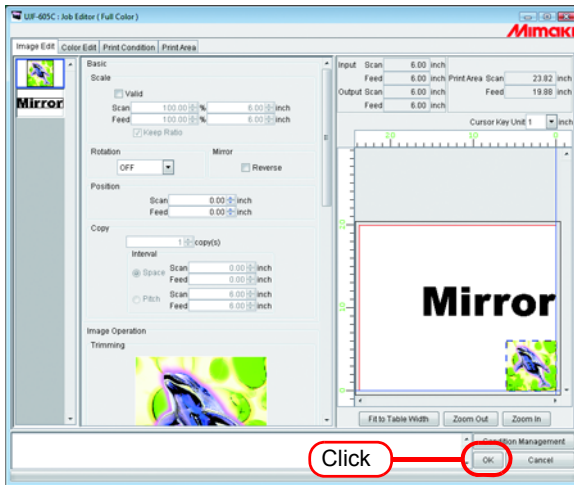 UJF-605C : Job Editor ( Full Color )
Mimaki
Image Edit Color Edit Print Condition Print Area
Mirror
Basic
Scale
Valid
Scan 100.00 % 6.00 inch
Feed 100.00 % 6.00 inch
Keep Ratio
Rotation Mirror
OFF Reverse
Position
Scan 0.00 inch
Feed 0.00 inch
Copy
1 copy(s)
Interval
Space Scan 0.00 inch
Feed 0.00 inch
Pitch Scan 6.00 inch
Feed 6.00 inch
Image Operation
Trimming
Input Scan 6.00 inch
Feed 6.00 inch Print Area Scan 23.82 inch
Output Scan 6.00 inch Feed 19.88 inch
Feed 6.00 inch
Cursor Key Unit 1 inch
20 10 0
20
10
0
Mirror
Fit to Table Width Zoom Out Zoom In
Condition Management
Click
OK Cancel